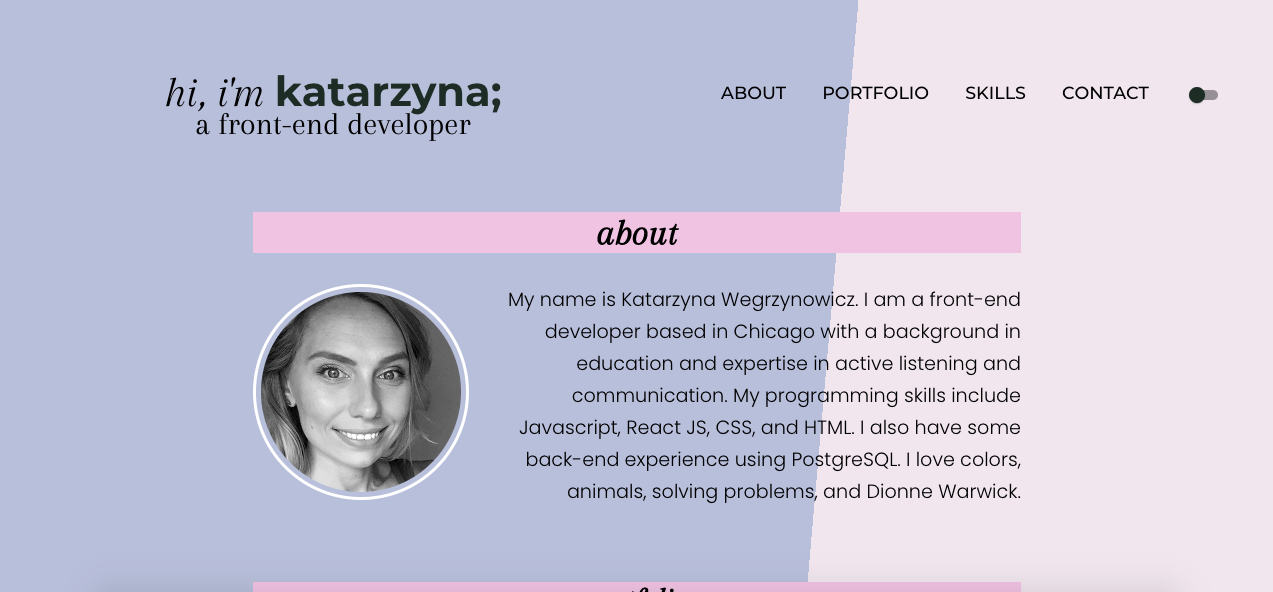 hi, i'm katarzyna;
a front-end developer
ABOUT PORTFOLIO SKILLS CONTACT
about
My name is Katarzyna Wegrzynowicz. I am a front-end
developer based in Chicago with a background in
education and expertise in active listening and
communication. My programming skills include
Javascript, React JS, CSS, and HTML. I also have some
back-end experience using PostgreSQL. I love colors,
animals, solving problems, and Dionne Warwick.